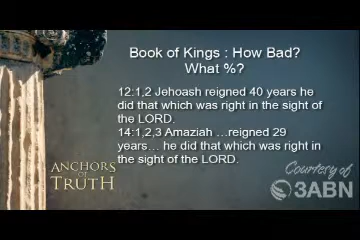 Book of Kings : How Bad?
What %?
12:1,2 Jehoash reigned 40 years he
did that which was right in the sight of
the LORD.
14:1,2,3 Amaziah …reigned 29
years… he did that which was right in
the sight of the LORD.
ANCHORS
OF
TRUTH
Courtesy of
3ABN